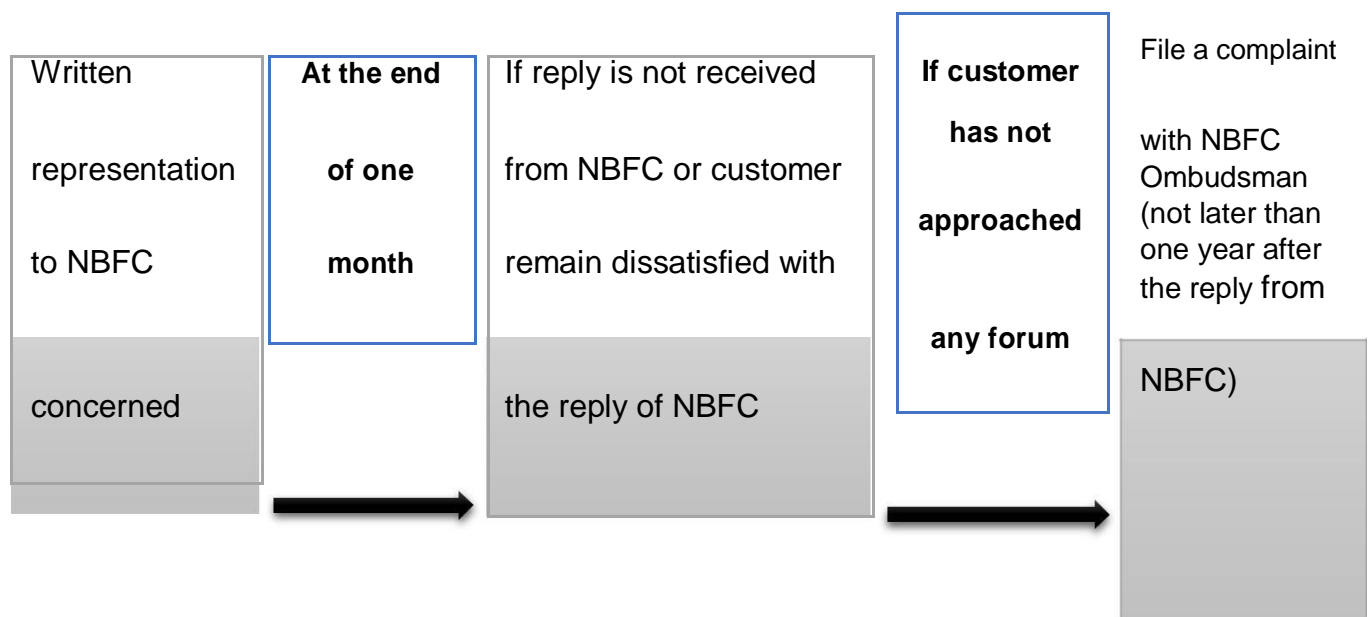 Written
representation
to NBFC
concerned
At the end
of one
month
If reply is not received
from NBFC or customer
remain dissatisfied with
the reply of NBFC
If customer
has not
approached
any forum
File a complaint
with NBFC
Ombudsman
(not later than
one year after
the reply from
NBFC)